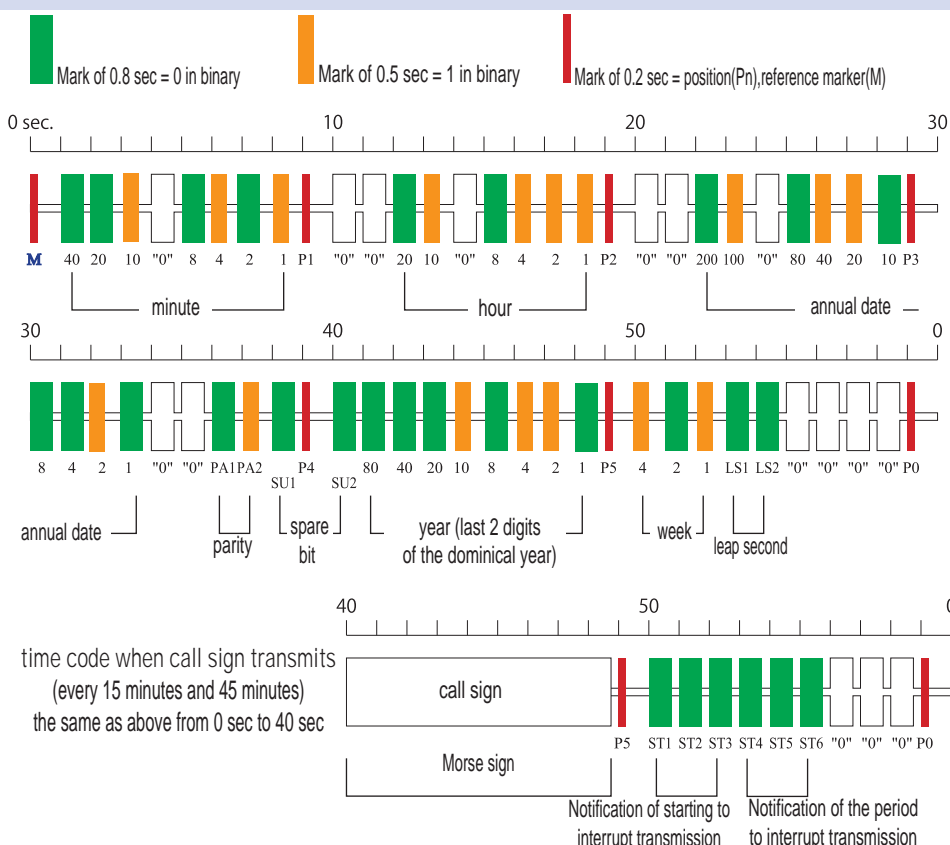 Mark of 0.8 sec = 0 in binary
Mark of 0.5 sec = 1 in binary
Mark of 0.2 sec = position(Pn),reference marker(M)
0 sec. 10 20 30
M 40 20 10 "0" 8 4 2 1 P1 "0" "0" 20 10 "0" 8 4 2 1 P2 "0" "0" 200 100 "0" 80 40 20 10 P3
minute hour annual date
30 40 50 0
8 4 2 1 "0" "0" PA1 PA2 SU1 P4 SU2 80 40 20 10 8 4 2 1 P5 4 2 1 LS1 LS2 "0" "0" "0" "0" P0
annual date
parity
spare
bit
year (last 2 digits
of the dominical year)
week
leap second
40 50 0
time code when call sign transmits
(every 15 minutes and 45 minutes)
the same as above from 0 sec to 40 sec
call sign
P5 ST1 ST2 ST3 ST4 ST5 ST6 "0" "0" "0" P0
Morse sign
Notification of starting to
interrupt transmission
Notification of the period
to interrupt transmission